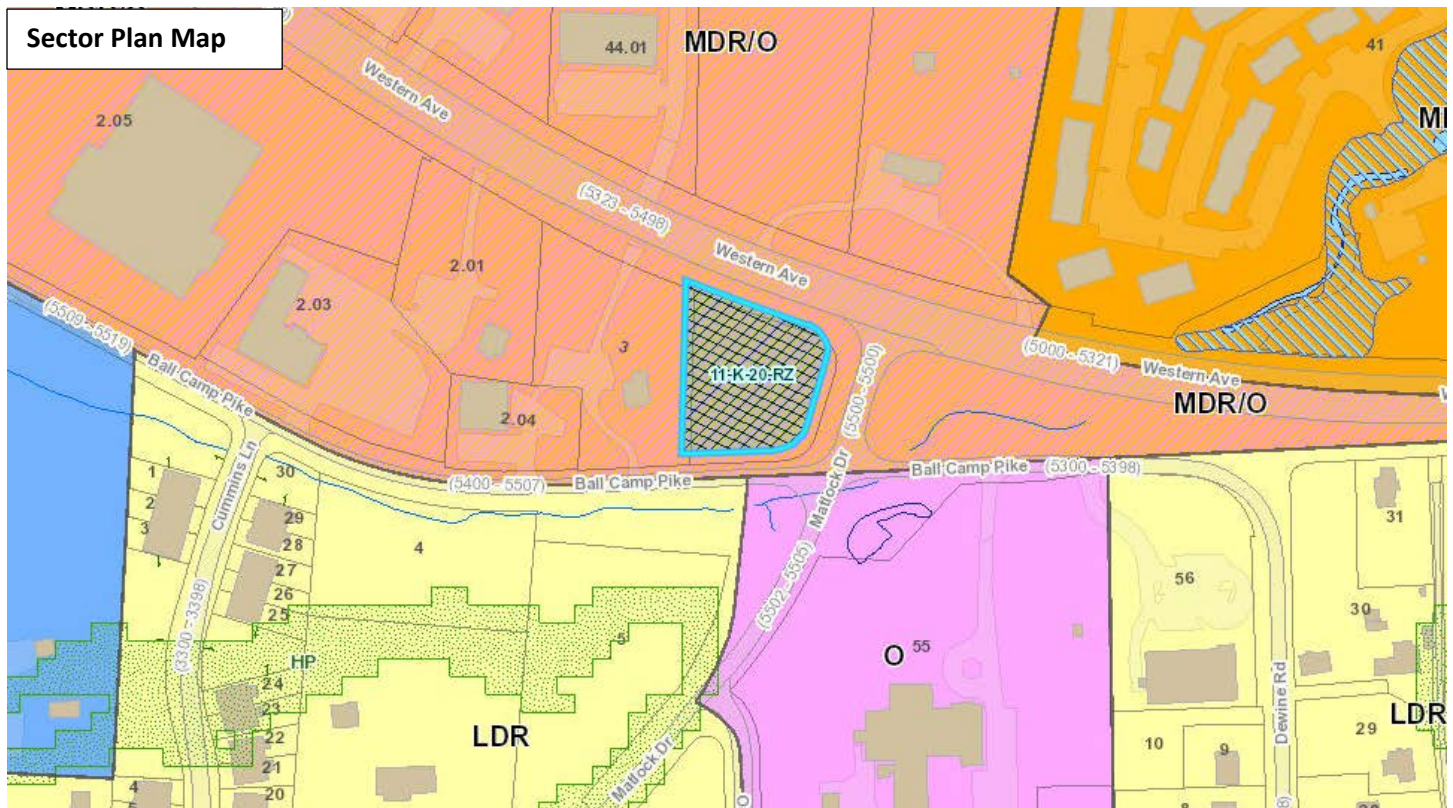 Sector Plan Map
MDR/O
44.01
41
Western Ave
2.05
(5323 - 5498)
Western Ave
2.01
2.03
3
(5000 - 5321)
Western Ave
11-K-20-RZ
(5500 - 5500)
MDR/O
(5509 - 5519)
Ball Camp Pike
2.04
Matlock Dr
Ball Camp Pike
(5300 - 5398)
(5400 - 5507)
Ball Camp Pike
1
2
3
Cummins Ln
30
29
28
27
26
25
4
31
56
30
(5502 - 5505)
5
O
55
(3300 - 3398)
HP
24
23
22
21
20
LDR
Matlock Dr
Dewine Rd
LDR
29
10
9
4
8